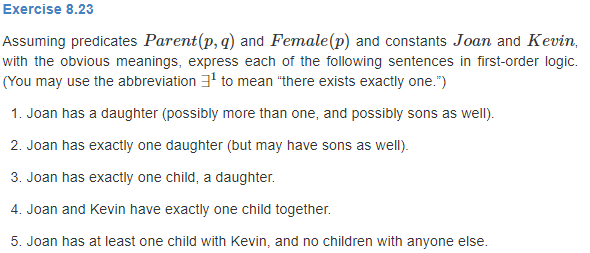 Exercise 8.23
Assuming predicates Parent(p, q) and Female(p) and constants Joan and Kevin,
with the obvious meanings, express each of the following sentences in first-order logic.
(You may use the abbreviation ∃¹ to mean “there exists exactly one.”)
1. Joan has a daughter (possibly more than one, and possibly sons as well).
2. Joan has exactly one daughter (but may have sons as well).
3. Joan has exactly one child, a daughter.
4. Joan and Kevin have exactly one child together.
5. Joan has at least one child with Kevin, and no children with anyone else.